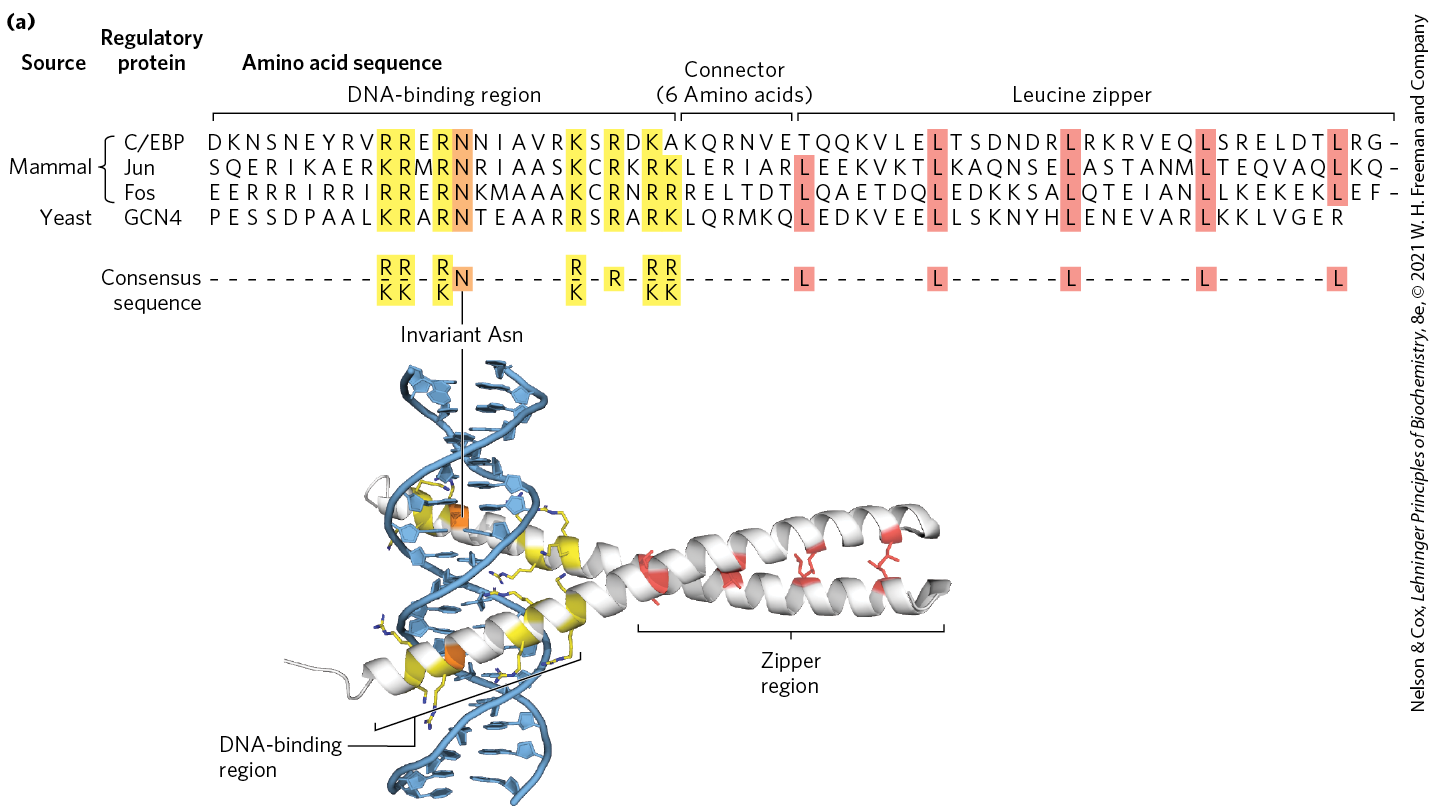 (a)
Regulatory
Source protein Amino acid sequence
Connector
DNA-binding region (6 Amino acids) Leucine zipper
C/EBP DKNSNEYRVRRERNNIAVRKSRDKAKQRNVETQQKVLELTSDNDRLRKRVEQLSRELDTLRG-
Mammal Jun SQERIKAERKRMRNRIAASKCRKRKLERIARLEEKVKTLKAQNSELASTANMLTEQVAQLKQ-
Fos EERRRIRRIRRERNKMAAAKCRNRRRELTDTLQAETDQLEDKKSALQTEIANLLKEKEKLEF-
Yeast GCN4 PESSDPAALKRARNTEAARRSRARKLQRMKQLEDKVEELLSKNYHLENEVARLKKLVGER
R R R R R R
Consensus - - - - - - - - - - N - - - - - - R - - - - - - - L - - - - - - L - - - - - - L - - - - - - L - - - - - - L - - -
K K K K K K
sequence
Invariant Asn
Zipper
region
DNA-binding
region
Nelson & Cox, Lehninger Principles of Biochemistry, 8e, © 2021 W. H. Freeman and Company